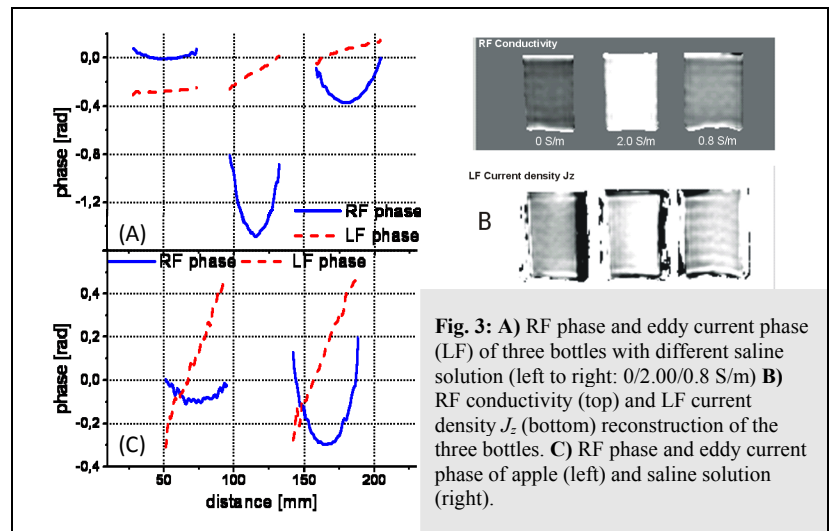 0,0
-0,4
-0,8
-1,2
phase [rad]
(A)
RF phase
LF phase
RF phase
LF phase
0,4
0,2
0,0
-0,2
-0,4
phase [rad]
(C)
0 50 100 150 200
distance [mm]
RF Conductivity
0 S/m 2.0 S/m 0.8 S/m
LF Current density Jz
B
Fig. 3: A) RF phase and eddy current phase
(LF) of three bottles with different saline
solution (left to right: 0/2.00/0.8 S/m) B)
RF conductivity (top) and LF current
density Jz (bottom) reconstruction of the
three bottles. C) RF phase and eddy current
phase of apple (left) and saline solution
(right).